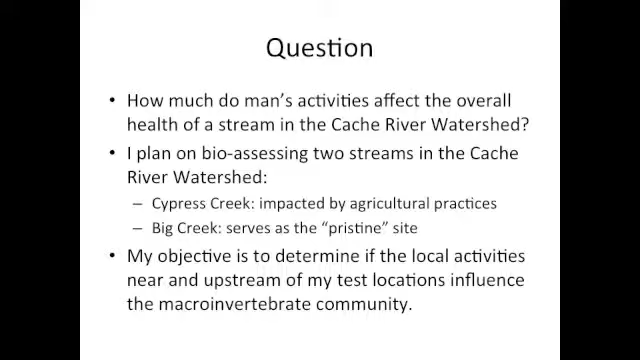 Question
• How much do man's activities affect the overall
health of a stream in the Cache River Watershed?
• I plan on bio-assessing two streams in the Cache
River Watershed:
– Cypress Creek: impacted by agricultural practices
– Big Creek: serves as the “pristine” site
• My objective is to determine if the local activities
near and upstream of my test locations influence
the macroinvertebrate community.